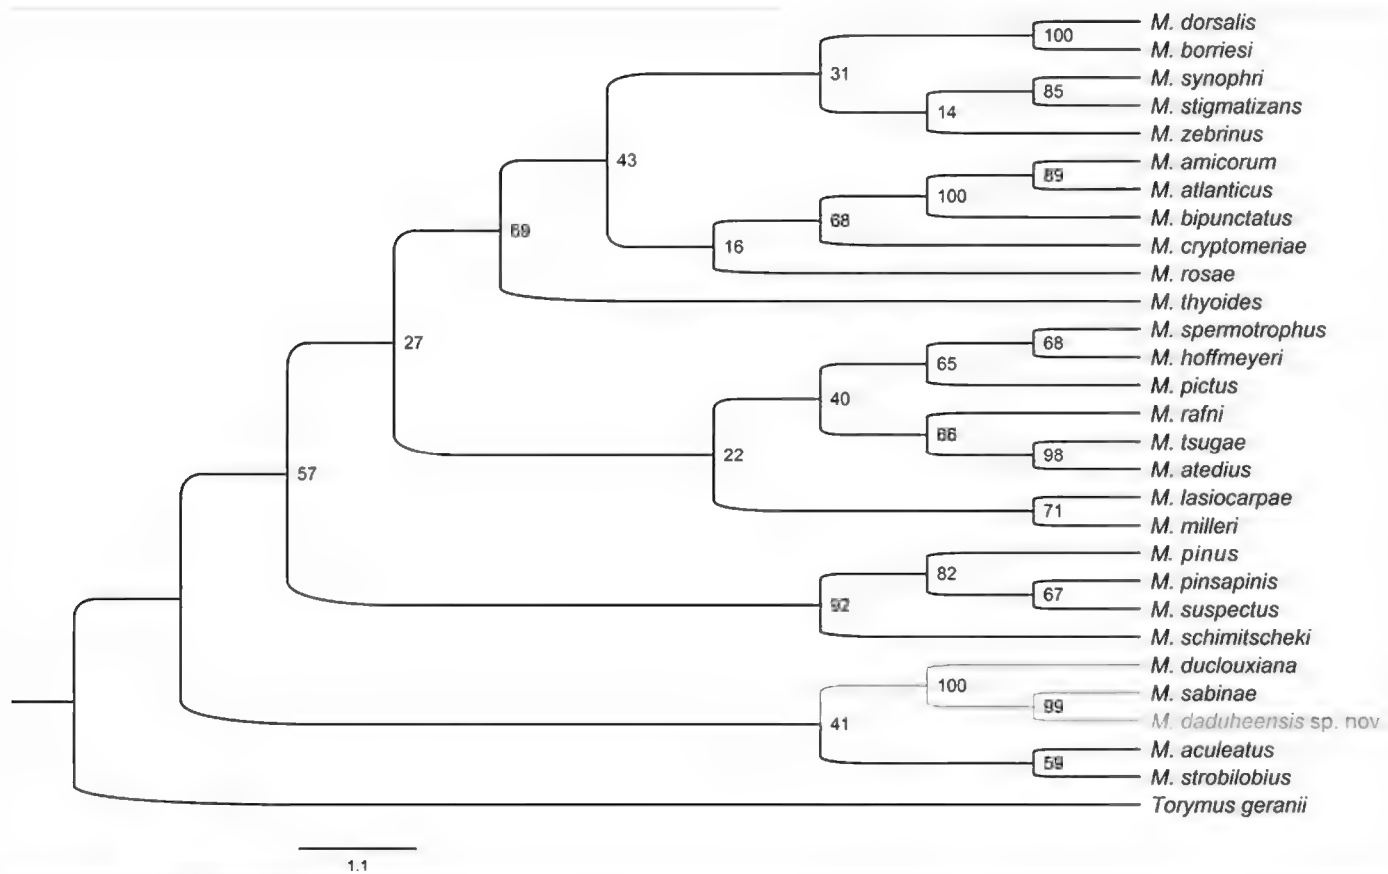 M. dorsalis
100
M. borriesi
31
M. synophri
85
M. stigmatizans
14
M. zebrinus
43
M. amicorum
89
M. atlanticus
100
M. bipunctatus
68
M. cryptomeriae
69
16
M. rosae
M. thyoides
27
M. spermotrophus
68
M. hoffmeyeri
65
M. pictus
40
M. rafni
66
M. tsugae
98
M. atedius
22
57
M. lasiocarpae
71
M. milleri
M. pinus
82
M. pinsapinis
67
M. suspectus
92
M. schimitscheki
M. duclouxiana
100
M. sabinae
99
M. daduheensis sp. nov
41
M. aculeatus
59
M. strobilobius
Torymus geranii
1.1